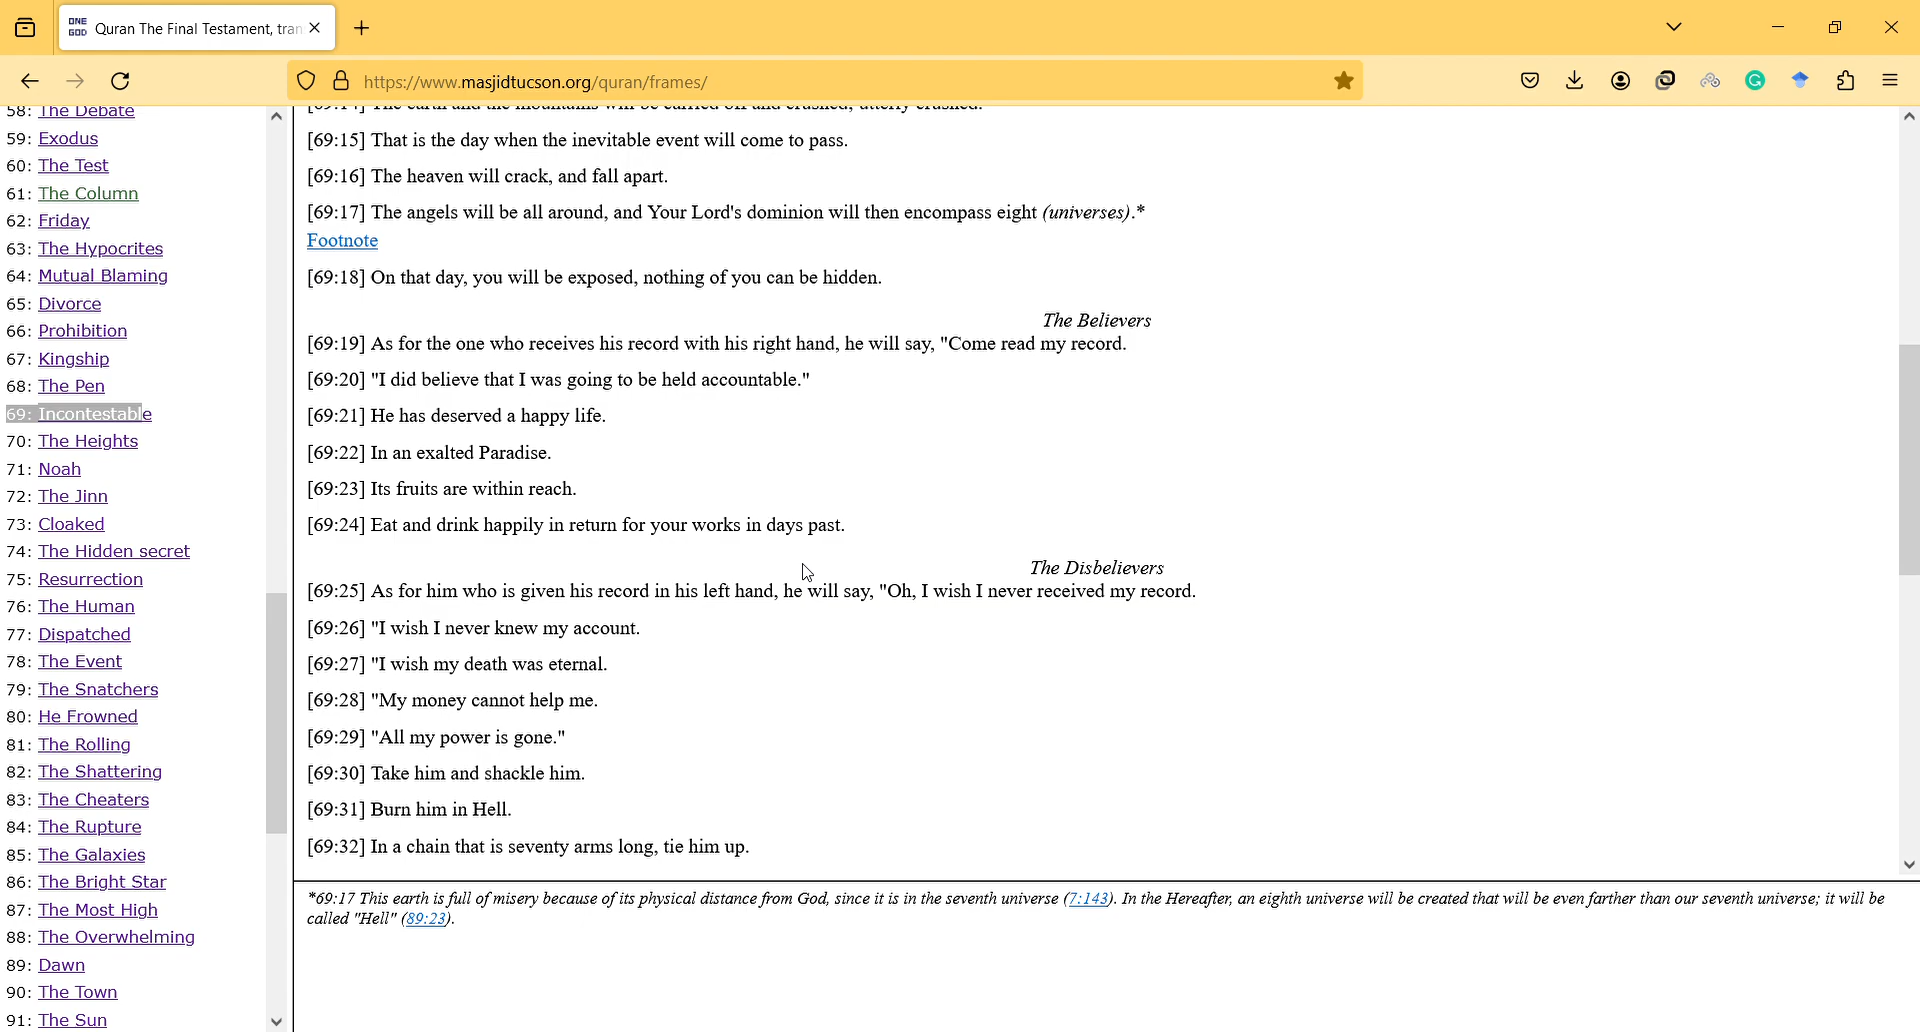 ONE
GOD
Quran The Final Testament, tran
https://www.masjidtucson.org/quran/frames/
58: The Debate
59: Exodus
60: The Test
61: The Column
62: Friday
63: The Hypocrites
64: Mutual Blaming
65: Divorce
66: Prohibition
67: Kingship
68: The Pen
69: Incontestable
70: The Heights
71: Noah
72: The Jinn
73: Cloaked
74: The Hidden secret
75: Resurrection
76: The Human
77: Dispatched
78: The Event
79: The Snatchers
80: He Frowned
81: The Rolling
82: The Shattering
83: The Cheaters
84: The Rupture
85: The Galaxies
86: The Bright Star
87: The Most High
88: The Overwhelming
89: Dawn
90: The Town
91: The Sun
[69:14] The earth and the mountains will be carried off and crushed; utterly crushed.
[69:15] That is the day when the inevitable event will come to pass.
[69:16] The heaven will crack, and fall apart.
[69:17] The angels will be all around, and Your Lord's dominion will then encompass eight (universes).*
Footnote
[69:18] On that day, you will be exposed, nothing of you can be hidden.
The Believers
[69:19] As for the one who receives his record with his right hand, he will say, "Come read my record.
[69:20] "I did believe that I was going to be held accountable."
[69:21] He has deserved a happy life.
[69:22] In an exalted Paradise.
[69:23] Its fruits are within reach.
[69:24] Eat and drink happily in return for your works in days past.
The Disbelievers
[69:25] As for him who is given his record in his left hand, he will say, "Oh, I wish I never received my record.
[69:26] "I wish I never knew my account.
[69:27] "I wish my death was eternal.
[69:28] "My money cannot help me.
[69:29] "All my power is gone."
[69:30] Take him and shackle him.
[69:31] Burn him in Hell.
[69:32] In a chain that is seventy arms long, tie him up.
*69:17 This earth is full of misery because of its physical distance from God, since it is in the seventh universe (7:143). In the Hereafter, an eighth universe will be created that will be even farther than our seventh universe; it will be
called "Hell" (89:23).